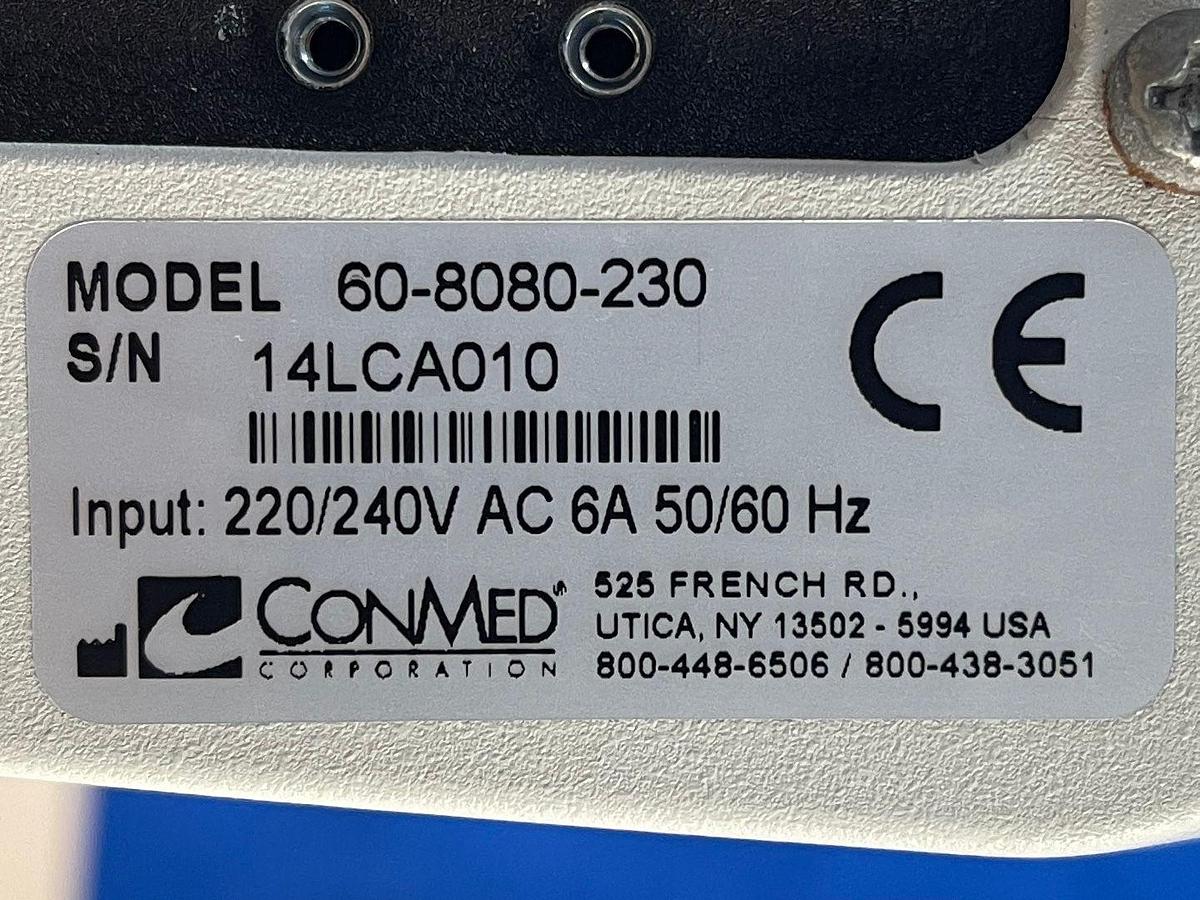 MODEL 60-8080-230
S/N 14LCA010
CE
Input: 220/240V AC 6A 50/60 Hz
CONMED
CORPORATION
525 FRENCH RD.,
UTICA, NY 13502 - 5994 USA
800-448-6506 / 800-438-3051